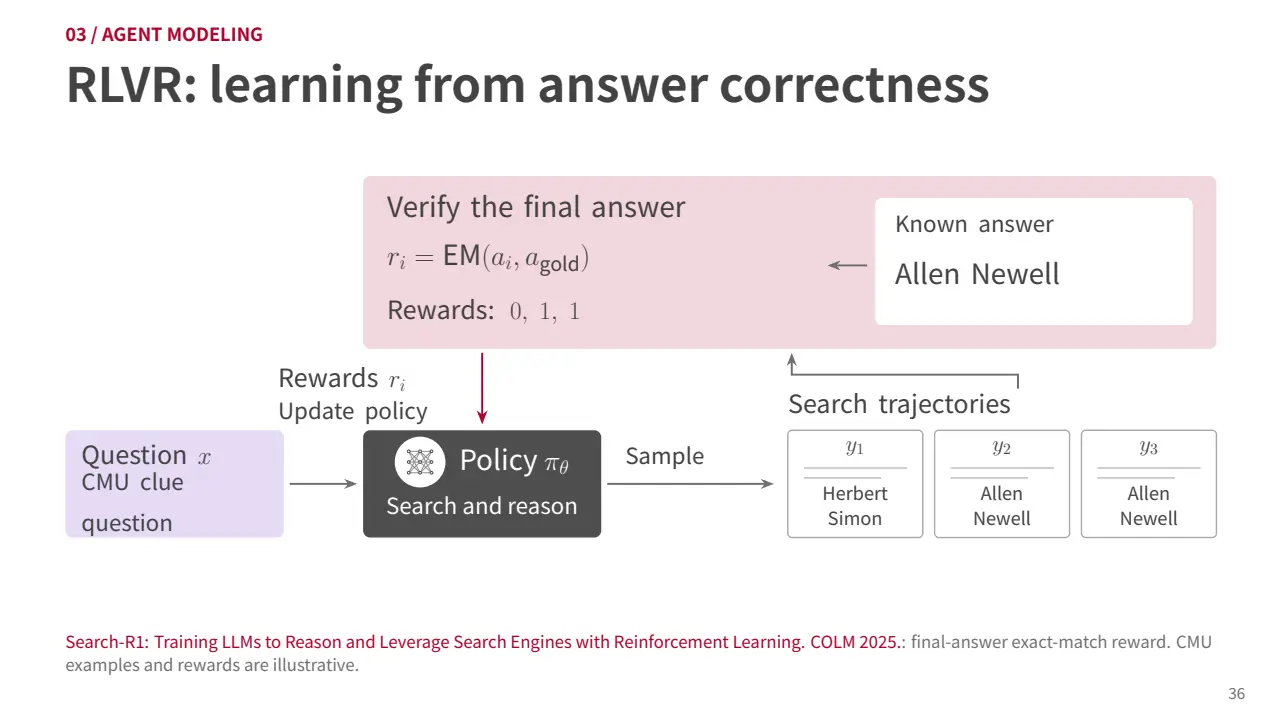 03 / AGENT MODELING
RLVR: learning from answer correctness
Verify the final answer
r_i = EM(a_i, a_gold)
Rewards: 0, 1, 1
Known answer
Allen Newell
Rewards r_i
Update policy
Search trajectories
Question x
CMU clue
question
Policy π_θ
Search and reason
Sample
y_1
Herbert
Simon
y_2
Allen
Newell
y_3
Allen
Newell
Search-R1: Training LLMs to Reason and Leverage Search Engines with Reinforcement Learning. COLM 2025.: final-answer exact-match reward. CMU
examples and rewards are illustrative.
36